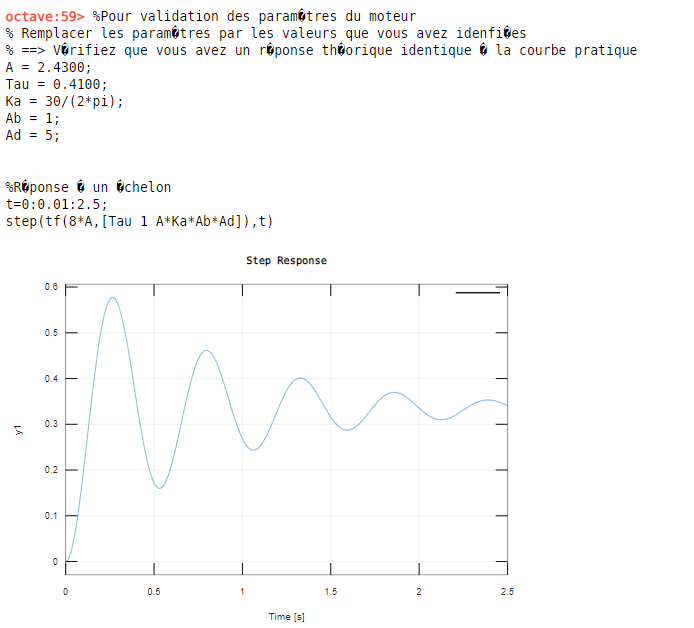 octave:59> %Pour validation des param�tres du moteur
% Remplacer les param�tres par les valeurs que vous avez idenfi�es
% ==> V�rifiez que vous avez un r�ponse th�orique identique � la courbe pratique
A = 2.4300;
Tau = 0.4100;
Ka = 30/(2*pi);
Ab = 1;
Ad = 5;
%R�ponse � un �chelon
t=0:0.01:2.5;
step(tf(8*A,[Tau 1 A*Ka*Ab*Ad]),t)
Step Response
0.6
0.5
0.4
0.3
0.2
0.1
0
y1
0 0.5 1 1.5 2 2.5
Time [s]